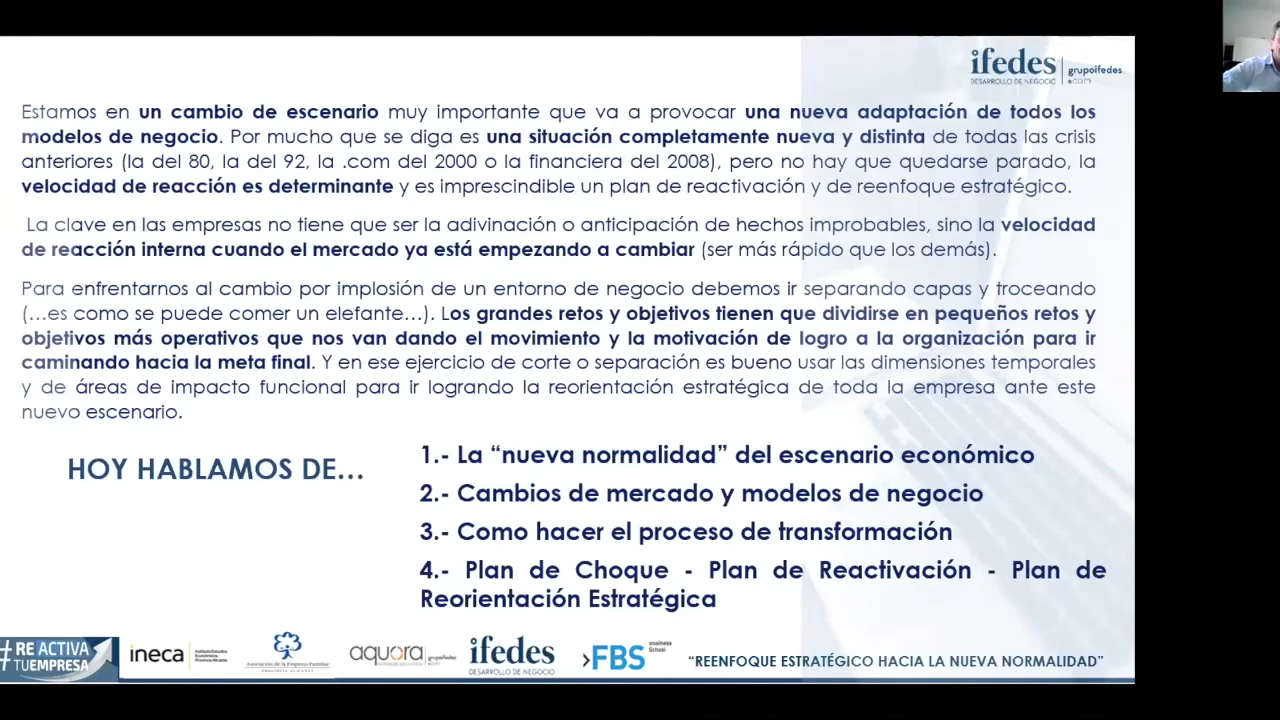 ifedes
DESARROLLO DE NEGOCIO
grupoifedes
.com
Estamos en un cambio de escenario muy importante que va a provocar una nueva adaptación de todos los
modelos de negocio. Por mucho que se diga es una situación completamente nueva y distinta de todas las crisis
anteriores (la del 80, la del 92, la .com del 2000 o la financiera del 2008), pero no hay que quedarse parado, la
velocidad de reacción es determinante y es imprescindible un plan de reactivación y de reenfoque estratégico.
La clave en las empresas no tiene que ser la adivinación o anticipación de hechos improbables, sino la velocidad
de reacción interna cuando el mercado ya está empezando a cambiar (ser más rápido que los demás).
Para enfrentarnos al cambio por implosión de un entorno de negocio debemos ir separando capas y troceando
(…es como se puede comer un elefante…). Los grandes retos y objetivos tienen que dividirse en pequeños retos y
objetivos más operativos que nos van dando el movimiento y la motivación de logro a la organización para ir
caminando hacia la meta final. Y en ese ejercicio de corte o separación es bueno usar las dimensiones temporales
y de áreas de impacto funcional para ir logrando la reorientación estratégica de toda la empresa ante este
nuevo escenario.
HOY HABLAMOS DE…
1.- La “nueva normalidad” del escenario económico
2.- Cambios de mercado y modelos de negocio
3.- Como hacer el proceso de transformación
4.- Plan de Choque - Plan de Reactivación - Plan de
Reorientación Estratégica
#RE ACTIVA
TU EMPRESA
ineca
Instituto Estudios
Económicos
Provincia Alicante
Asociación de la Empresa Familiar
PROVINCIA ALICANTE
aquora
grupoifedes
.com
ifedes
DESARROLLO DE NEGOCIO
FBS
business
School
“REENFOQUE ESTRATÉGICO HACIA LA NUEVA NORMALIDAD”